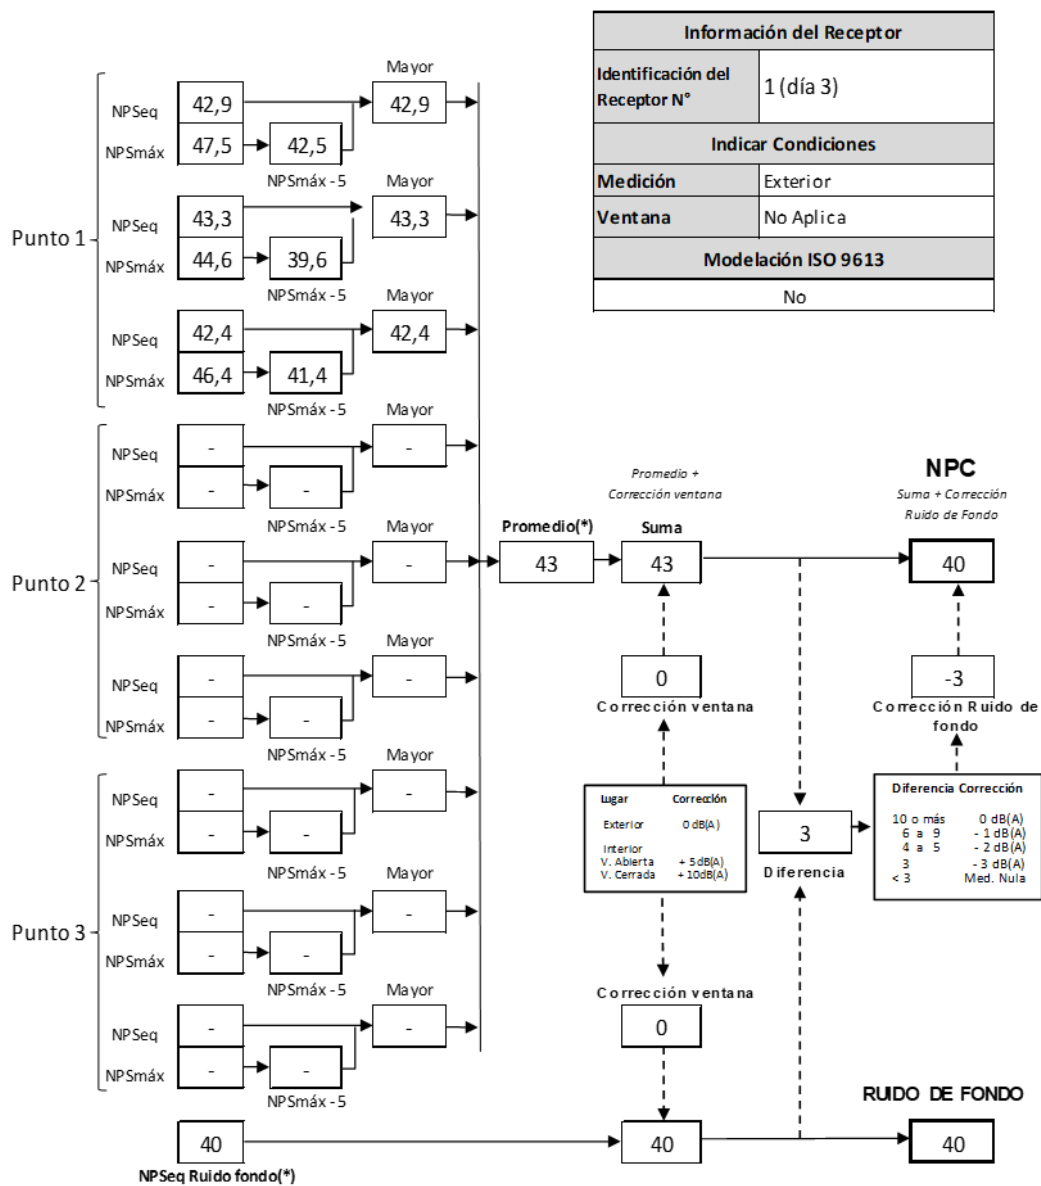 Información del Receptor
Identificación del Receptor N°
1 (día 3)
Indicar Condiciones
Medición
Exterior
Ventana
No Aplica
Modelación ISO 9613
No
Punto 1
Mayor
NPSeq
42,9
42,9
NPSmáx
47,5
42,5
NPSmáx - 5
Mayor
NPSeq
43,3
43,3
NPSmáx
44,6
39,6
NPSmáx - 5
Mayor
NPSeq
42,4
42,4
NPSmáx
46,4
41,4
NPSmáx - 5
Punto 2
Mayor
NPSeq
-
-
NPSmáx
-
-
NPSmáx - 5
Mayor
NPSeq
-
-
NPSmáx
-
-
NPSmáx - 5
Mayor
NPSeq
-
-
NPSmáx
-
-
NPSmáx - 5
Punto 3
Mayor
NPSeq
-
-
NPSmáx
-
-
NPSmáx - 5
Mayor
NPSeq
-
-
NPSmáx
-
-
NPSmáx - 5
Mayor
NPSeq
-
-
NPSmáx
-
-
NPSmáx - 5
Promedio(*)
43
Promedio +
Corrección ventana
Suma
43
NPC
Suma + Corrección
Ruido de Fondo
40
0
Corrección ventana
-3
Corrección Ruido de
fondo
Lugar Corrección
Exterior 0 dB(A)
Interior
V. Abierta + 5dB(A)
V. Cerrada + 10dB(A)
3
Diferencia
Diferencia Corrección
10 o más 0 dB(A)
6 a 9 - 1 dB(A)
4 a 5 - 2 dB(A)
3 - 3 dB(A)
< 3 Med. Nula
Corrección ventana
0
RUIDO DE FONDO
40
40
40
NPSeq Ruido fondo(*)